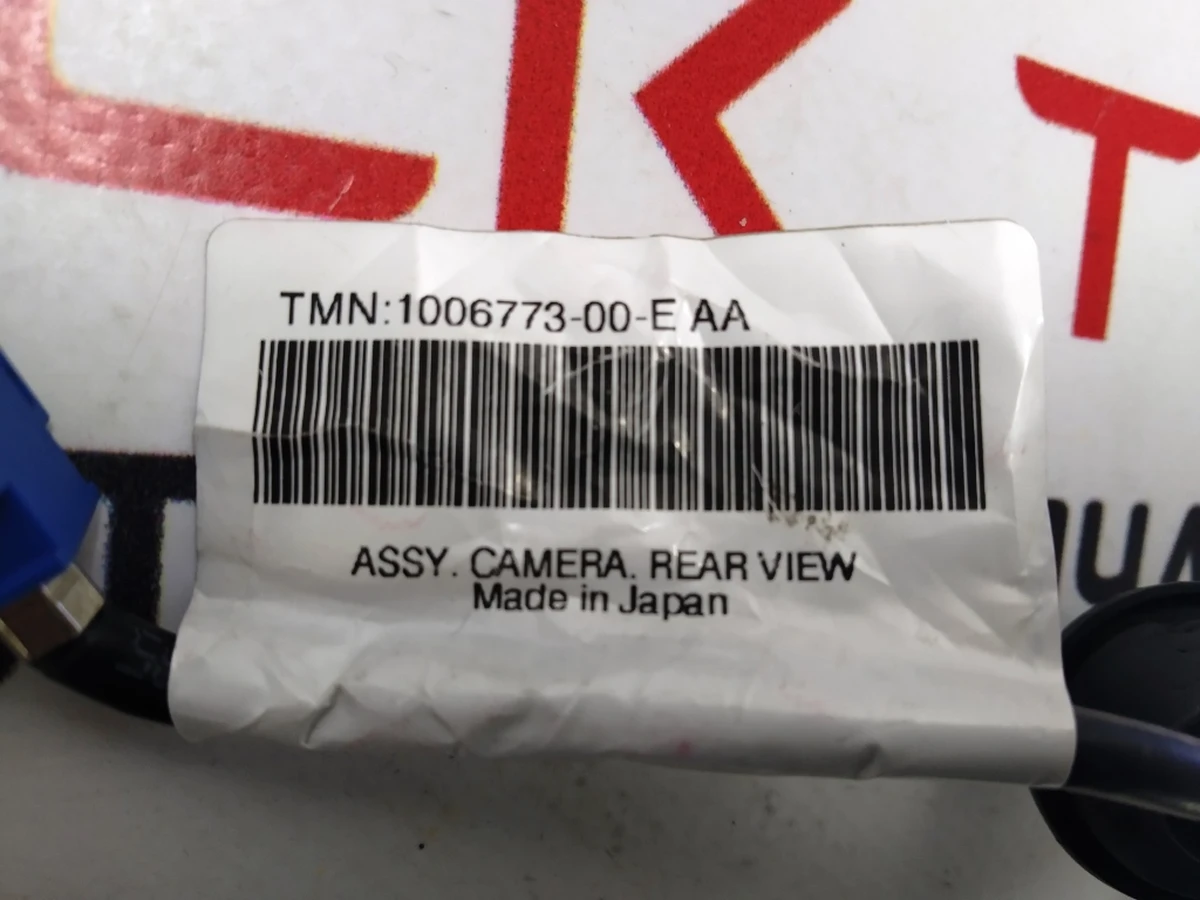 TMN:1006773-00-E AA
ASSY. CAMERA. REAR VIEW
Made in Japan